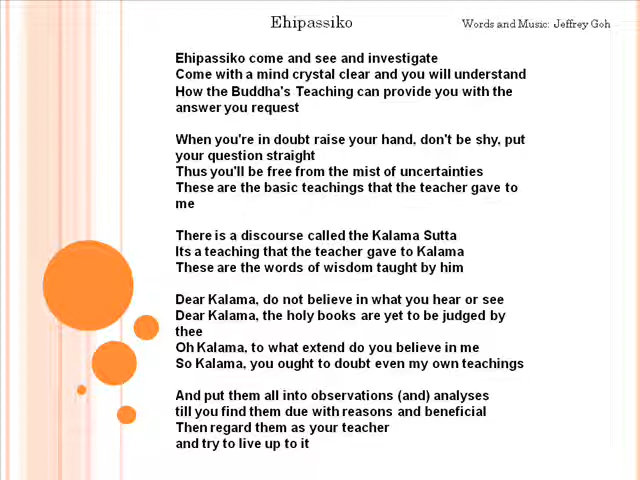 Ehipassiko
Words and Music: Jeffrey Goh
Ehipassiko come and see and investigate
Come with a mind crystal clear and you will understand
How the Buddha's Teaching can provide you with the
answer you request
When you're in doubt raise your hand, don't be shy, put
your question straight
Thus you'll be free from the mist of uncertainties
These are the basic teachings that the teacher gave to
me
There is a discourse called the Kalama Sutta
Its a teaching that the teacher gave to Kalama
These are the words of wisdom taught by him
Dear Kalama, do not believe in what you hear or see
Dear Kalama, the holy books are yet to be judged by
thee
Oh Kalama, to what extend do you believe in me
So Kalama, you ought to doubt even my own teachings
And put them all into observations (and) analyses
till you find them due with reasons and beneficial
Then regard them as your teacher
and try to live up to it